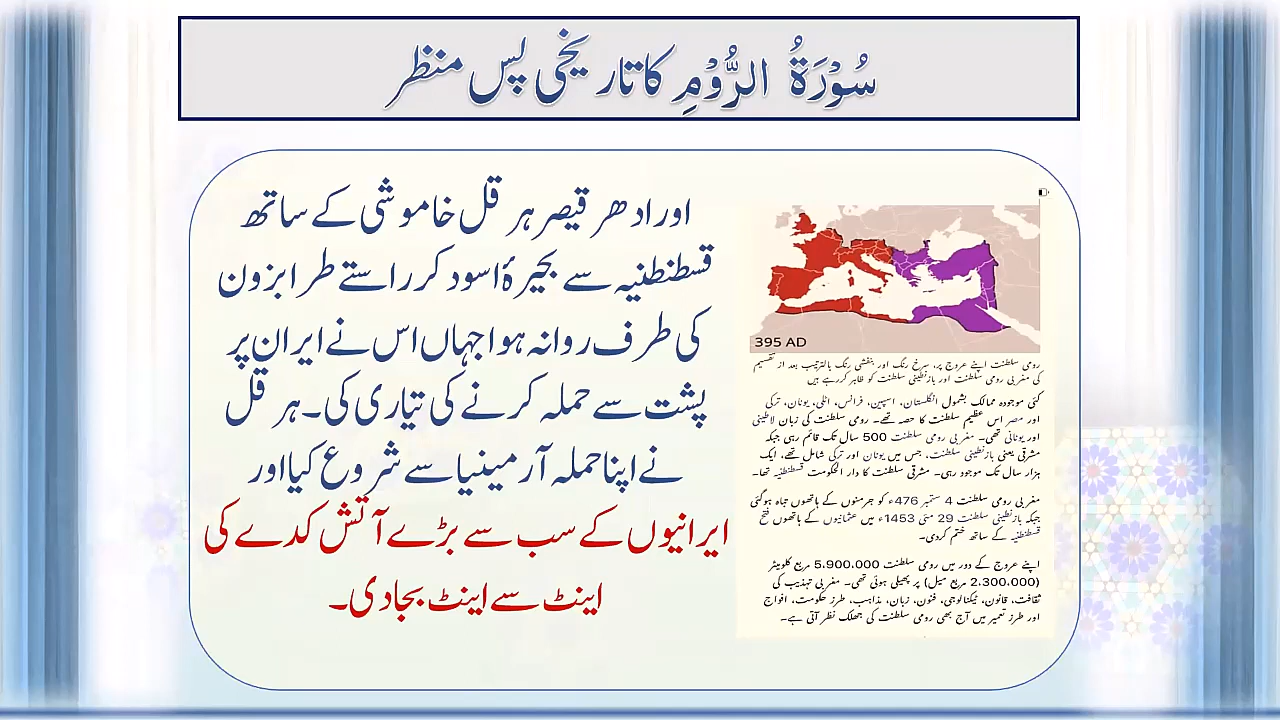 سُوْرَۃُ الرُّوْمِ کا تاریخی پس منظر
اور ادھر قیصر ہر قل خاموشی کے ساتھ
قسطنطنیہ سے بحیرۂ اسود کر راستے طرابزون
کی طرف روانہ ہوا جہاں اس نے ایران پر
پشت سے حملہ کرنے کی تیاری کی۔ ہر قل
نے اپنا حملہ آرمینیا سے شروع کیا اور
ایرانیوں کے سب سے بڑے آتش کدے کی
اینٹ سے اینٹ بجا دی۔
395 AD
رومی سلطنت اپنے عروج پر، سرخ رنگ اور بنفشی رنگ بالترتیب بعد از تقسیم
کی مغربی رومی سلطنت اور بازنطینی سلطنت کو ظاہر کر رہے ہیں
کئی موجودہ ممالک بشمول انگلستان، اسپین، فرانس، اٹلی، یونان، ترکی
اور مصر اس عظیم سلطنت کا حصہ تھے۔ رومی سلطنت کی زبان لاطینی
اور یونانی تھی۔ مغربی رومی سلطنت 500 سال تک قائم رہی جبکہ
مشرقی یعنی بازنطینی سلطنت، جس میں یونان اور ترکی شامل تھے، ایک
ہزار سال تک موجود رہی۔ مشرقی سلطنت کا دار الحکومت قسطنطنیہ تھا۔
مغربی رومی سلطنت 4 ستمبر 476ء کو جرمنوں کے ہاتھوں تباہ ہوگئی
جبکہ بازنطینی سلطنت 29 مئی 1453ء میں عثمانیوں کے ہاتھوں فتح
قسطنطنیہ کے ساتھ ختم کردی۔
اپنے عروج کے دور میں رومی سلطنت 5.900.000 مربع کلومیٹر
(2.300.000 مربع میل) پر پھیلی ہوئی تھی۔ مغربی تہذیب کی
ثقافت، قانون، ٹیکنالوجی، فنون، زبان، مذاہب، طرز حکومت، افواج
اور طرز تعمیر میں آج بھی رومی سلطنت کی جھلک نظر آتی ہے۔